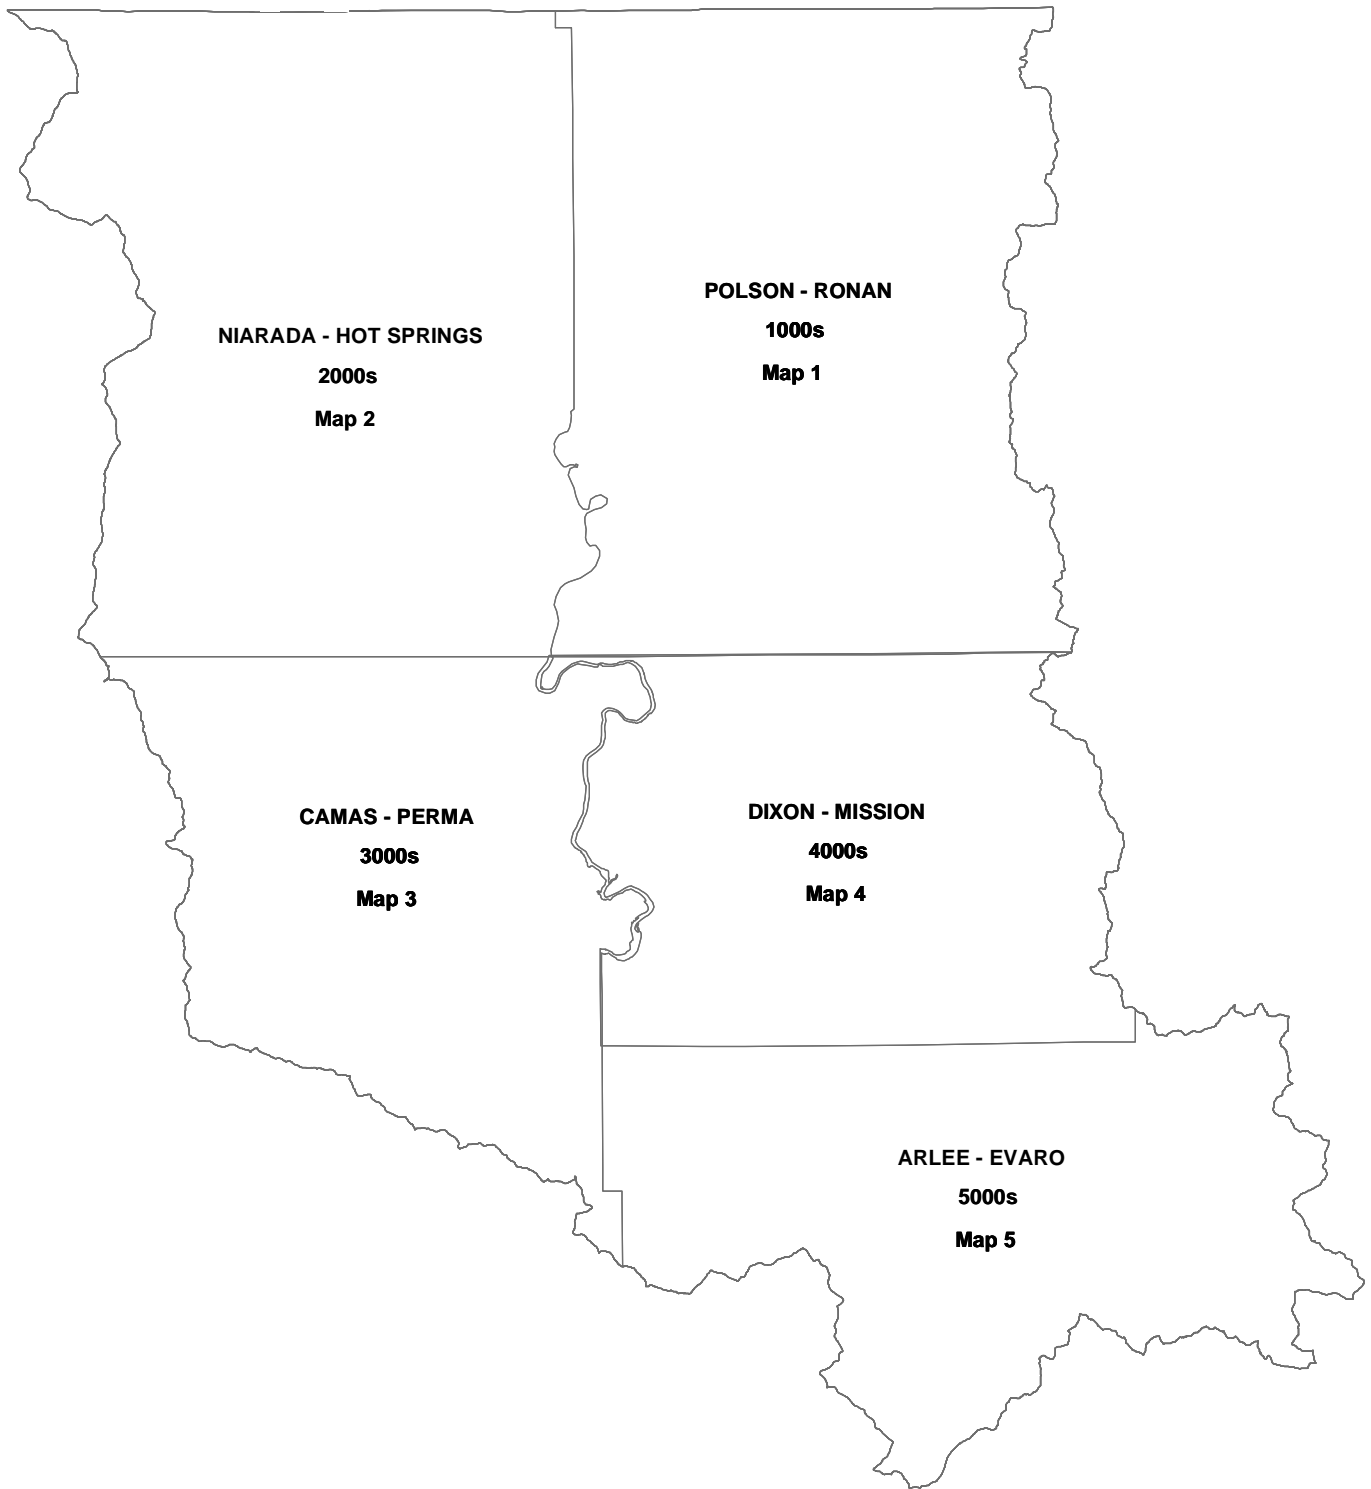 POLSON - RONAN
1000s
Map 1
NIARADA - HOT SPRINGS
2000s
Map 2
CAMAS - PERMA
3000s
Map 3
DIXON - MISSION
4000s
Map 4
ARLEE - EVARO
5000s
Map 5